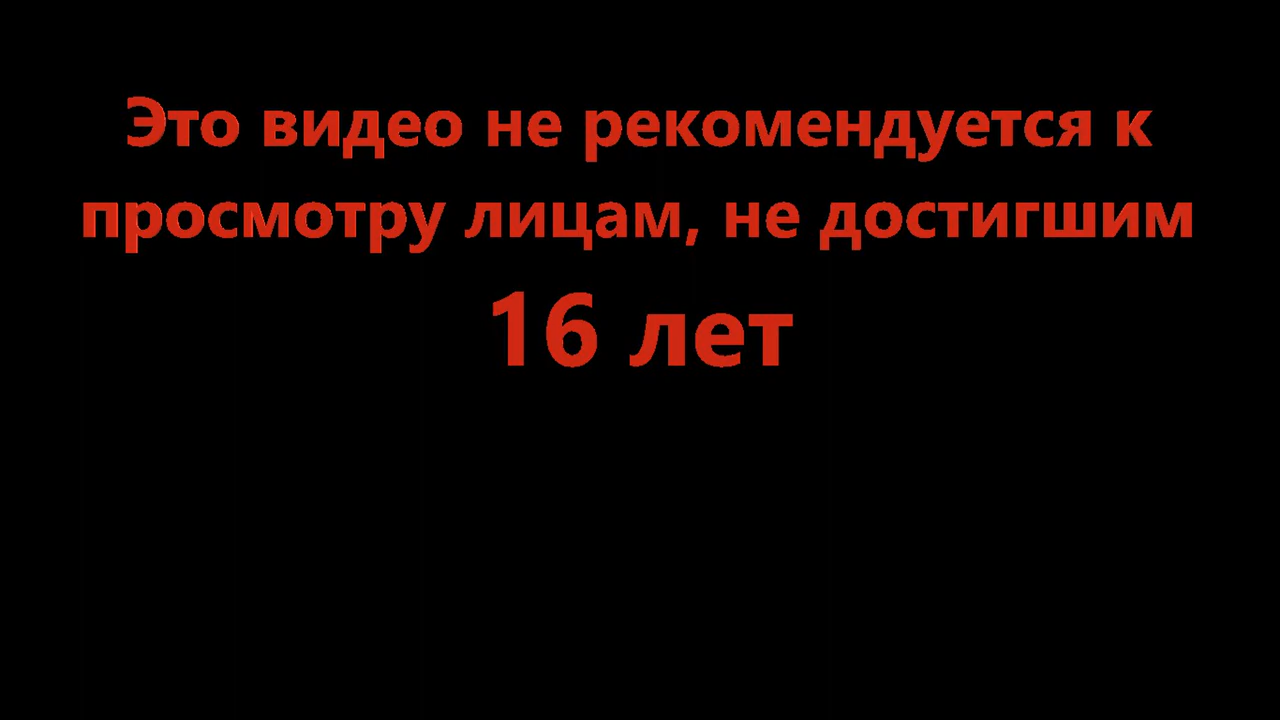 Это видео не рекомендуется к
просмотру лицам, не достигшим
16 лет